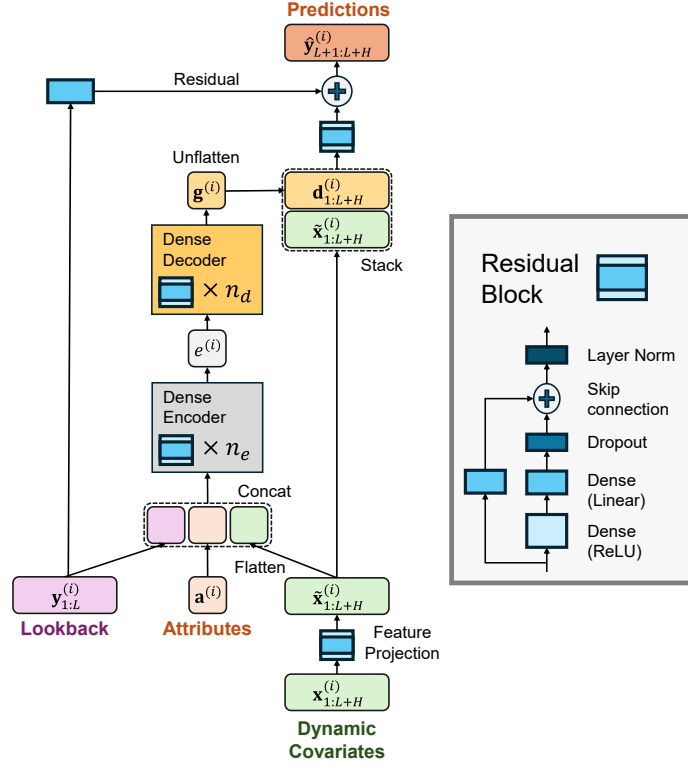 Predictions
ŷ^{(i)}_{L+1:L+H}
Residual
Unflatten
g^{(i)}
d^{(i)}_{1:L+H}
x̃^{(i)}_{1:L+H}
Stack
Dense
Decoder
× n_d
e^{(i)}
Dense
Encoder
× n_e
Concat
Flatten
y^{(i)}_{1:L}
a^{(i)}
x̃^{(i)}_{1:L+H}
Lookback
Attributes
Feature
Projection
x^{(i)}_{1:L+H}
Dynamic
Covariates
Residual
Block
Layer Norm
Skip
connection
Dropout
Dense
(Linear)
Dense
(ReLU)